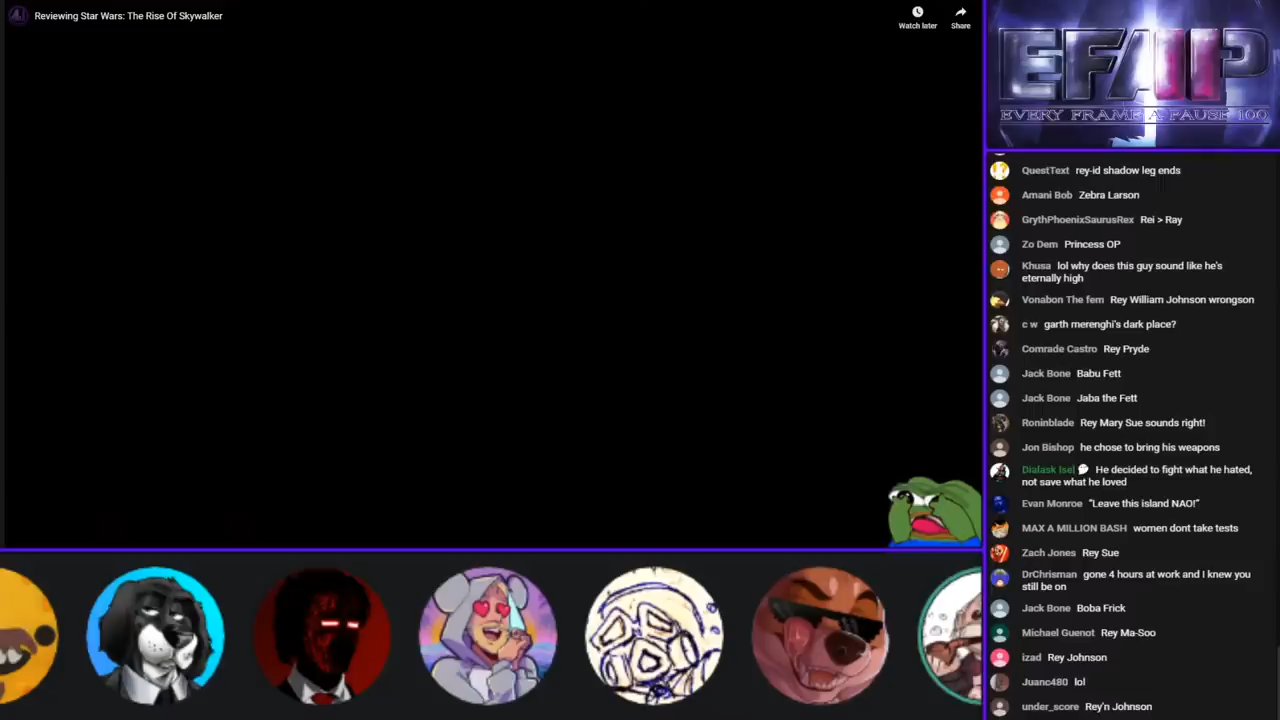 Reviewing Star Wars: The Rise Of Skywalker
Watch later
Share
EFAP
EVERY FRAME A PAUSE 100
QuestText rey-id shadow leg ends
Amani Bob Zebra Larson
GrythPhoenixSaurusRex Rei > Ray
Zo Dem Princess OP
Khusa lol why does this guy sound like he's
eternally high
Vonabon The fem Rey William Johnson wrongson
c w garth merenghi's dark place?
Comrade Castro Rey Pryde
Jack Bone Babu Fett
Jack Bone Jaba the Fett
Roninblade Rey Mary Sue sounds right!
Jon Bishop he chose to bring his weapons
Dialask Isel He decided to fight what he hated,
not save what he loved
Evan Monroe “Leave this island NAO!”
MAX A MILLION BASH women dont take tests
Zach Jones Rey Sue
DrChrisman gone 4 hours at work and I knew you
still be on
Jack Bone Boba Frick
Michael Guenot Rey Ma-Soo
izad Rey Johnson
Juanc480 lol
under_score Rey'n Johnson